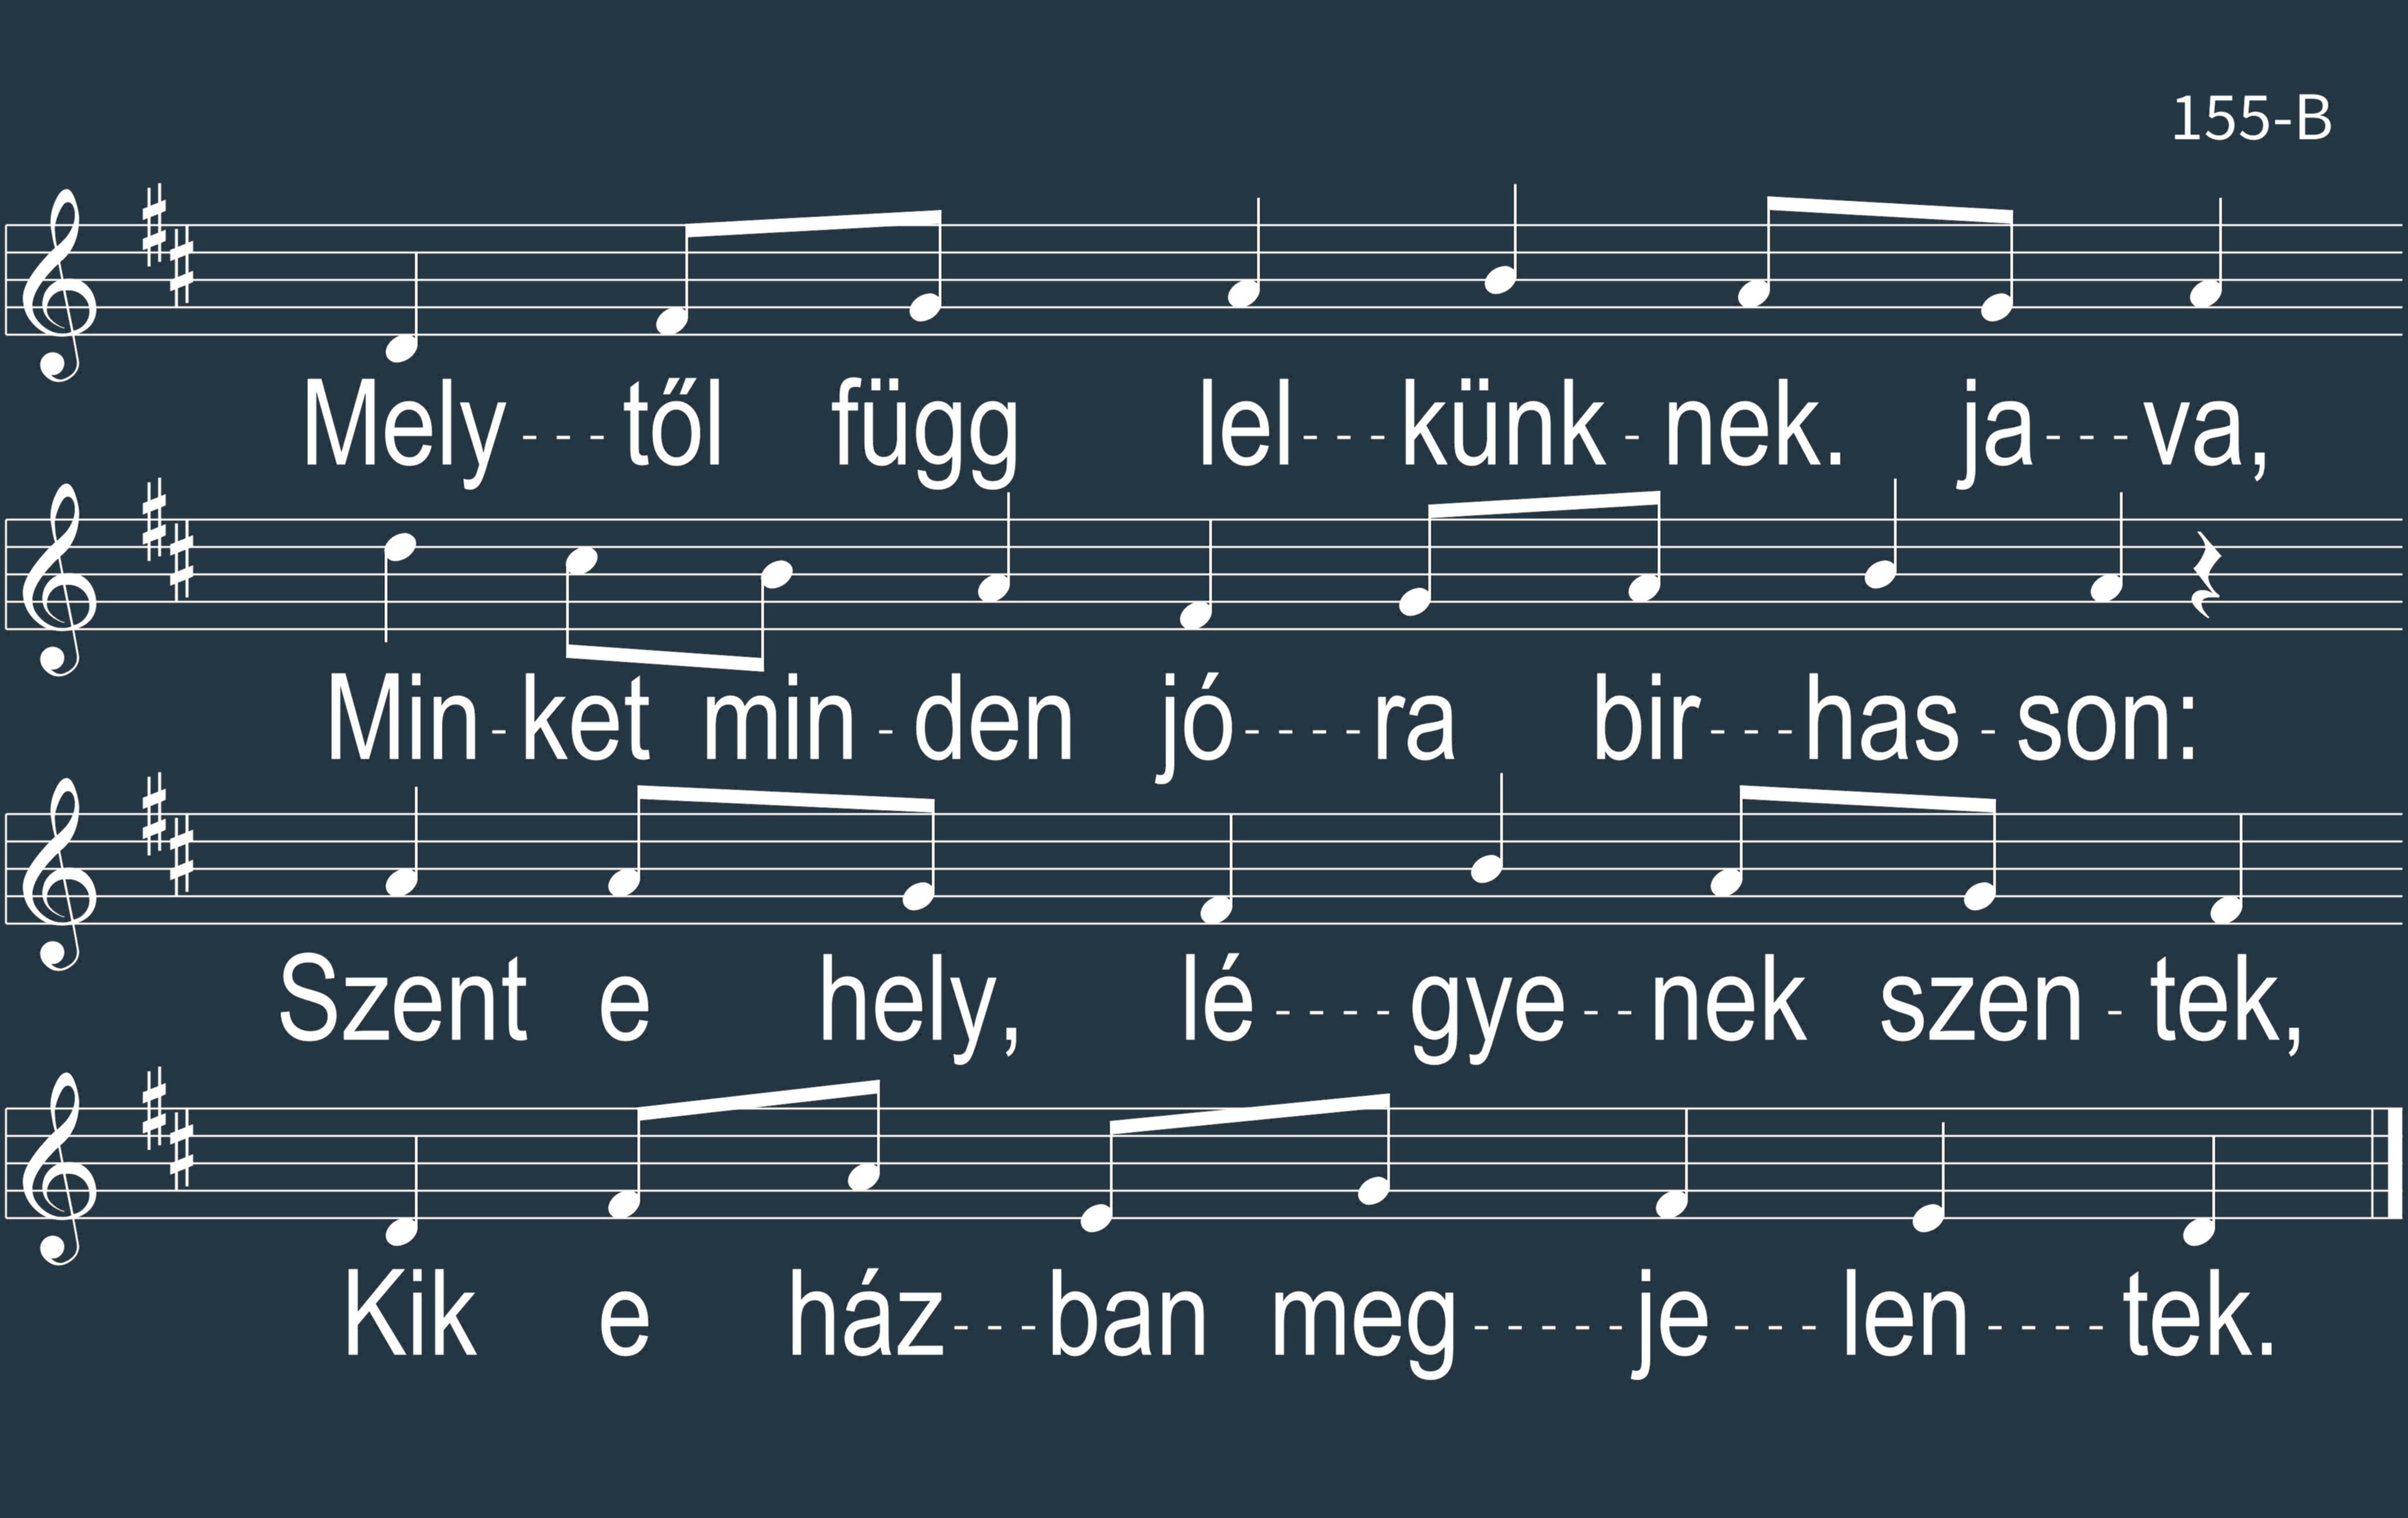 155-B
Mely---től függ lel---künk-nek. ja---va,
Min-ket min-den jó----ra bir---has-son:
Szent e hely, lé----gye--nek szen-tek,
Kik e ház---ban meg-----je---len----tek.